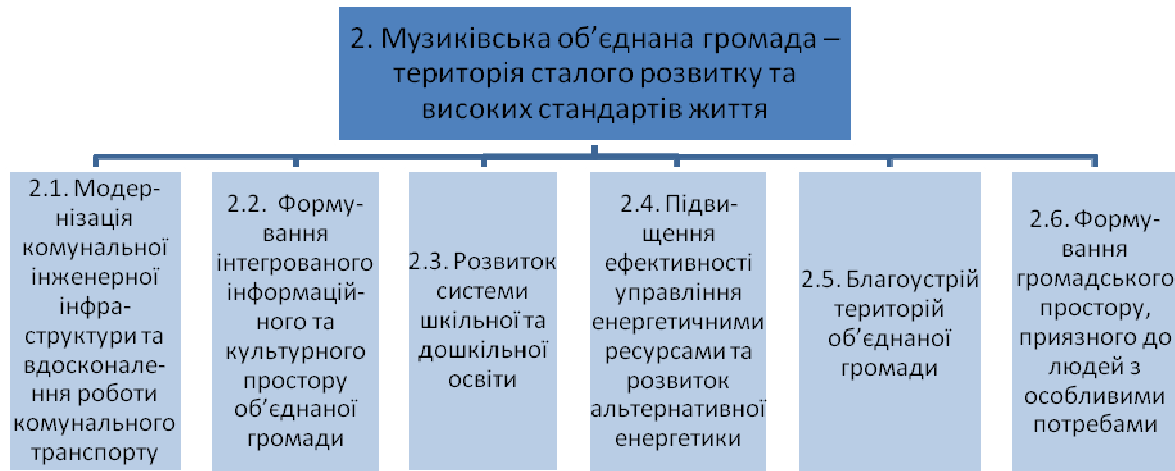 2. Музиківська об’єднана громада –
територія сталого розвитку та
високих стандартів життя
2.1. Модер-
нізація
комунальної
інженерної
інфра-
структури та
вдосконале-
ння роботи
комунального
транспорту
2.2. Форму-
вання
інтегрованого
інформацій-
ного та
культурного
простору
об’єднаної
громади
2.3. Розвиток
системи
шкільної та
дошкільної
освіти
2.4. Підви-
щення
ефективності
управління
енергетичними
ресурсами та
розвиток
альтернативної
енергетики
2.5. Благоустрій
територій
об’єднаної
громади
2.6. Форму-
вання
громадського
простору,
приязного до
людей з
особливими
потребами